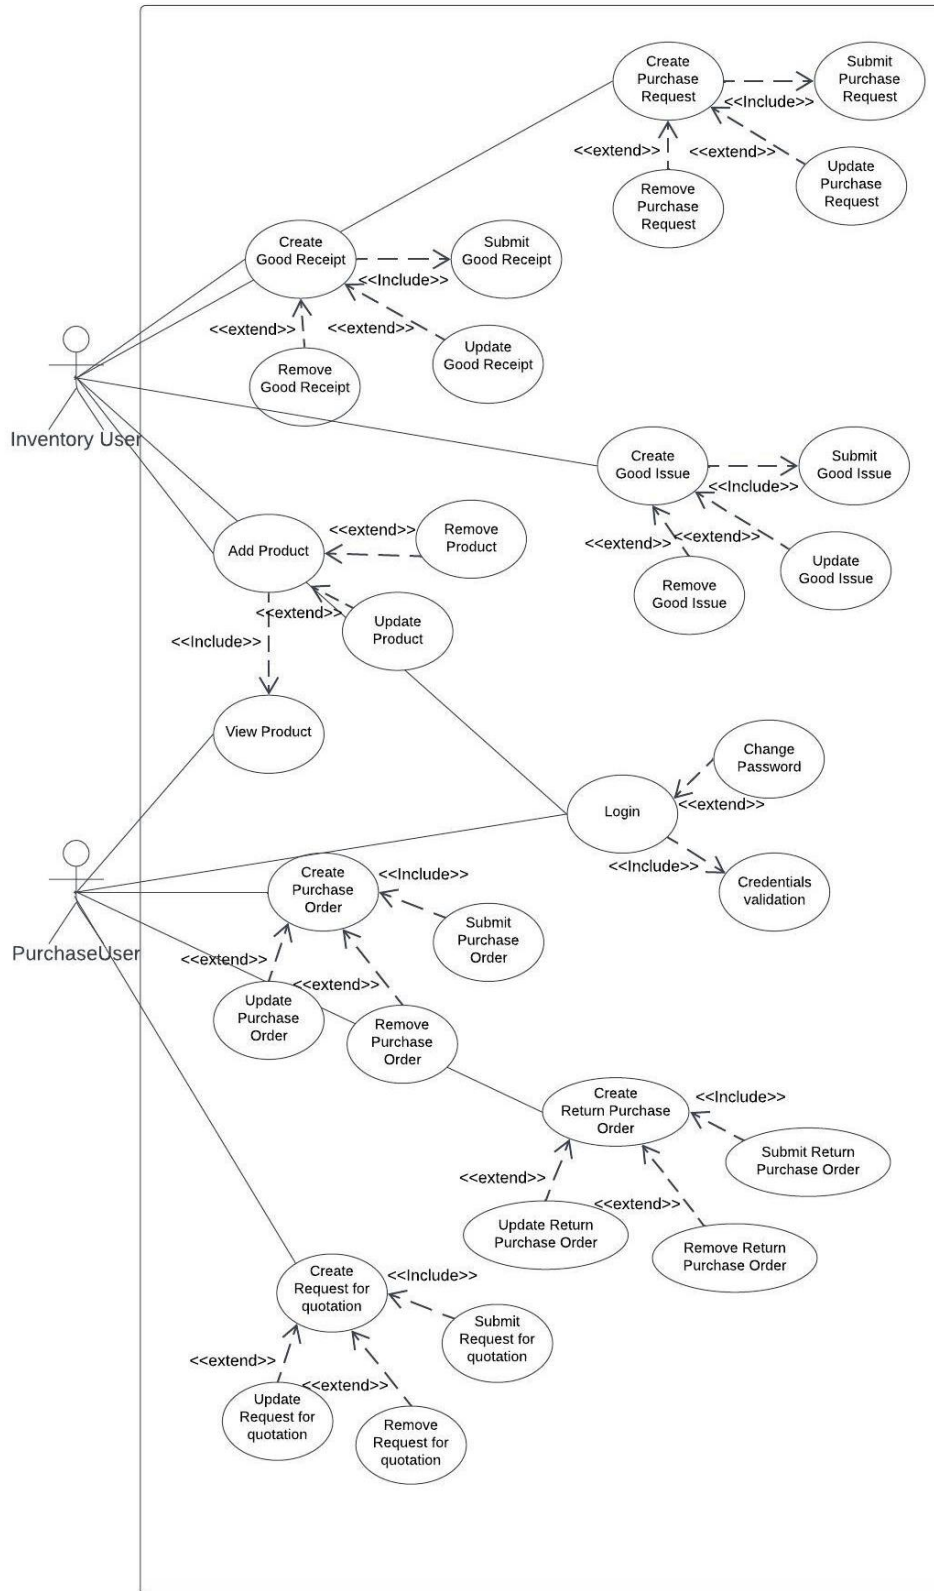 Create
Purchase
Request
Submit
Purchase
Request
<<Include>>
<<extend>>
<<extend>>
Remove
Purchase
Request
Update
Purchase
Request
Create
Good Receipt
Submit
Good Receipt
<<Include>>
<<extend>>
<<extend>>
Remove
Good Receipt
Update
Good Receipt
Inventory User
Create
Good Issue
Submit
Good Issue
<<Include>>
<<extend>>
<<extend>>
Remove
Good Issue
Update
Good Issue
Add Product
<<extend>>
Remove
Product
<<extend>>
Update
Product
<<Include>>
View Product
Change
Password
Login
<<extend>>
<<Include>>
Credentials
validation
PurchaseUser
Create
Purchase
Order
<<Include>>
Submit
Purchase
Order
<<extend>>
<<extend>>
Update
Purchase
Order
Remove
Purchase
Order
Create
Return Purchase
Order
<<Include>>
Submit Return
Purchase Order
<<extend>>
<<extend>>
Update Return
Purchase Order
Remove Return
Purchase Order
Create
Request for
quotation
<<Include>>
Submit
Request for
quotation
<<extend>>
<<extend>>
Update
Request for
quotation
Remove
Request for
quotation